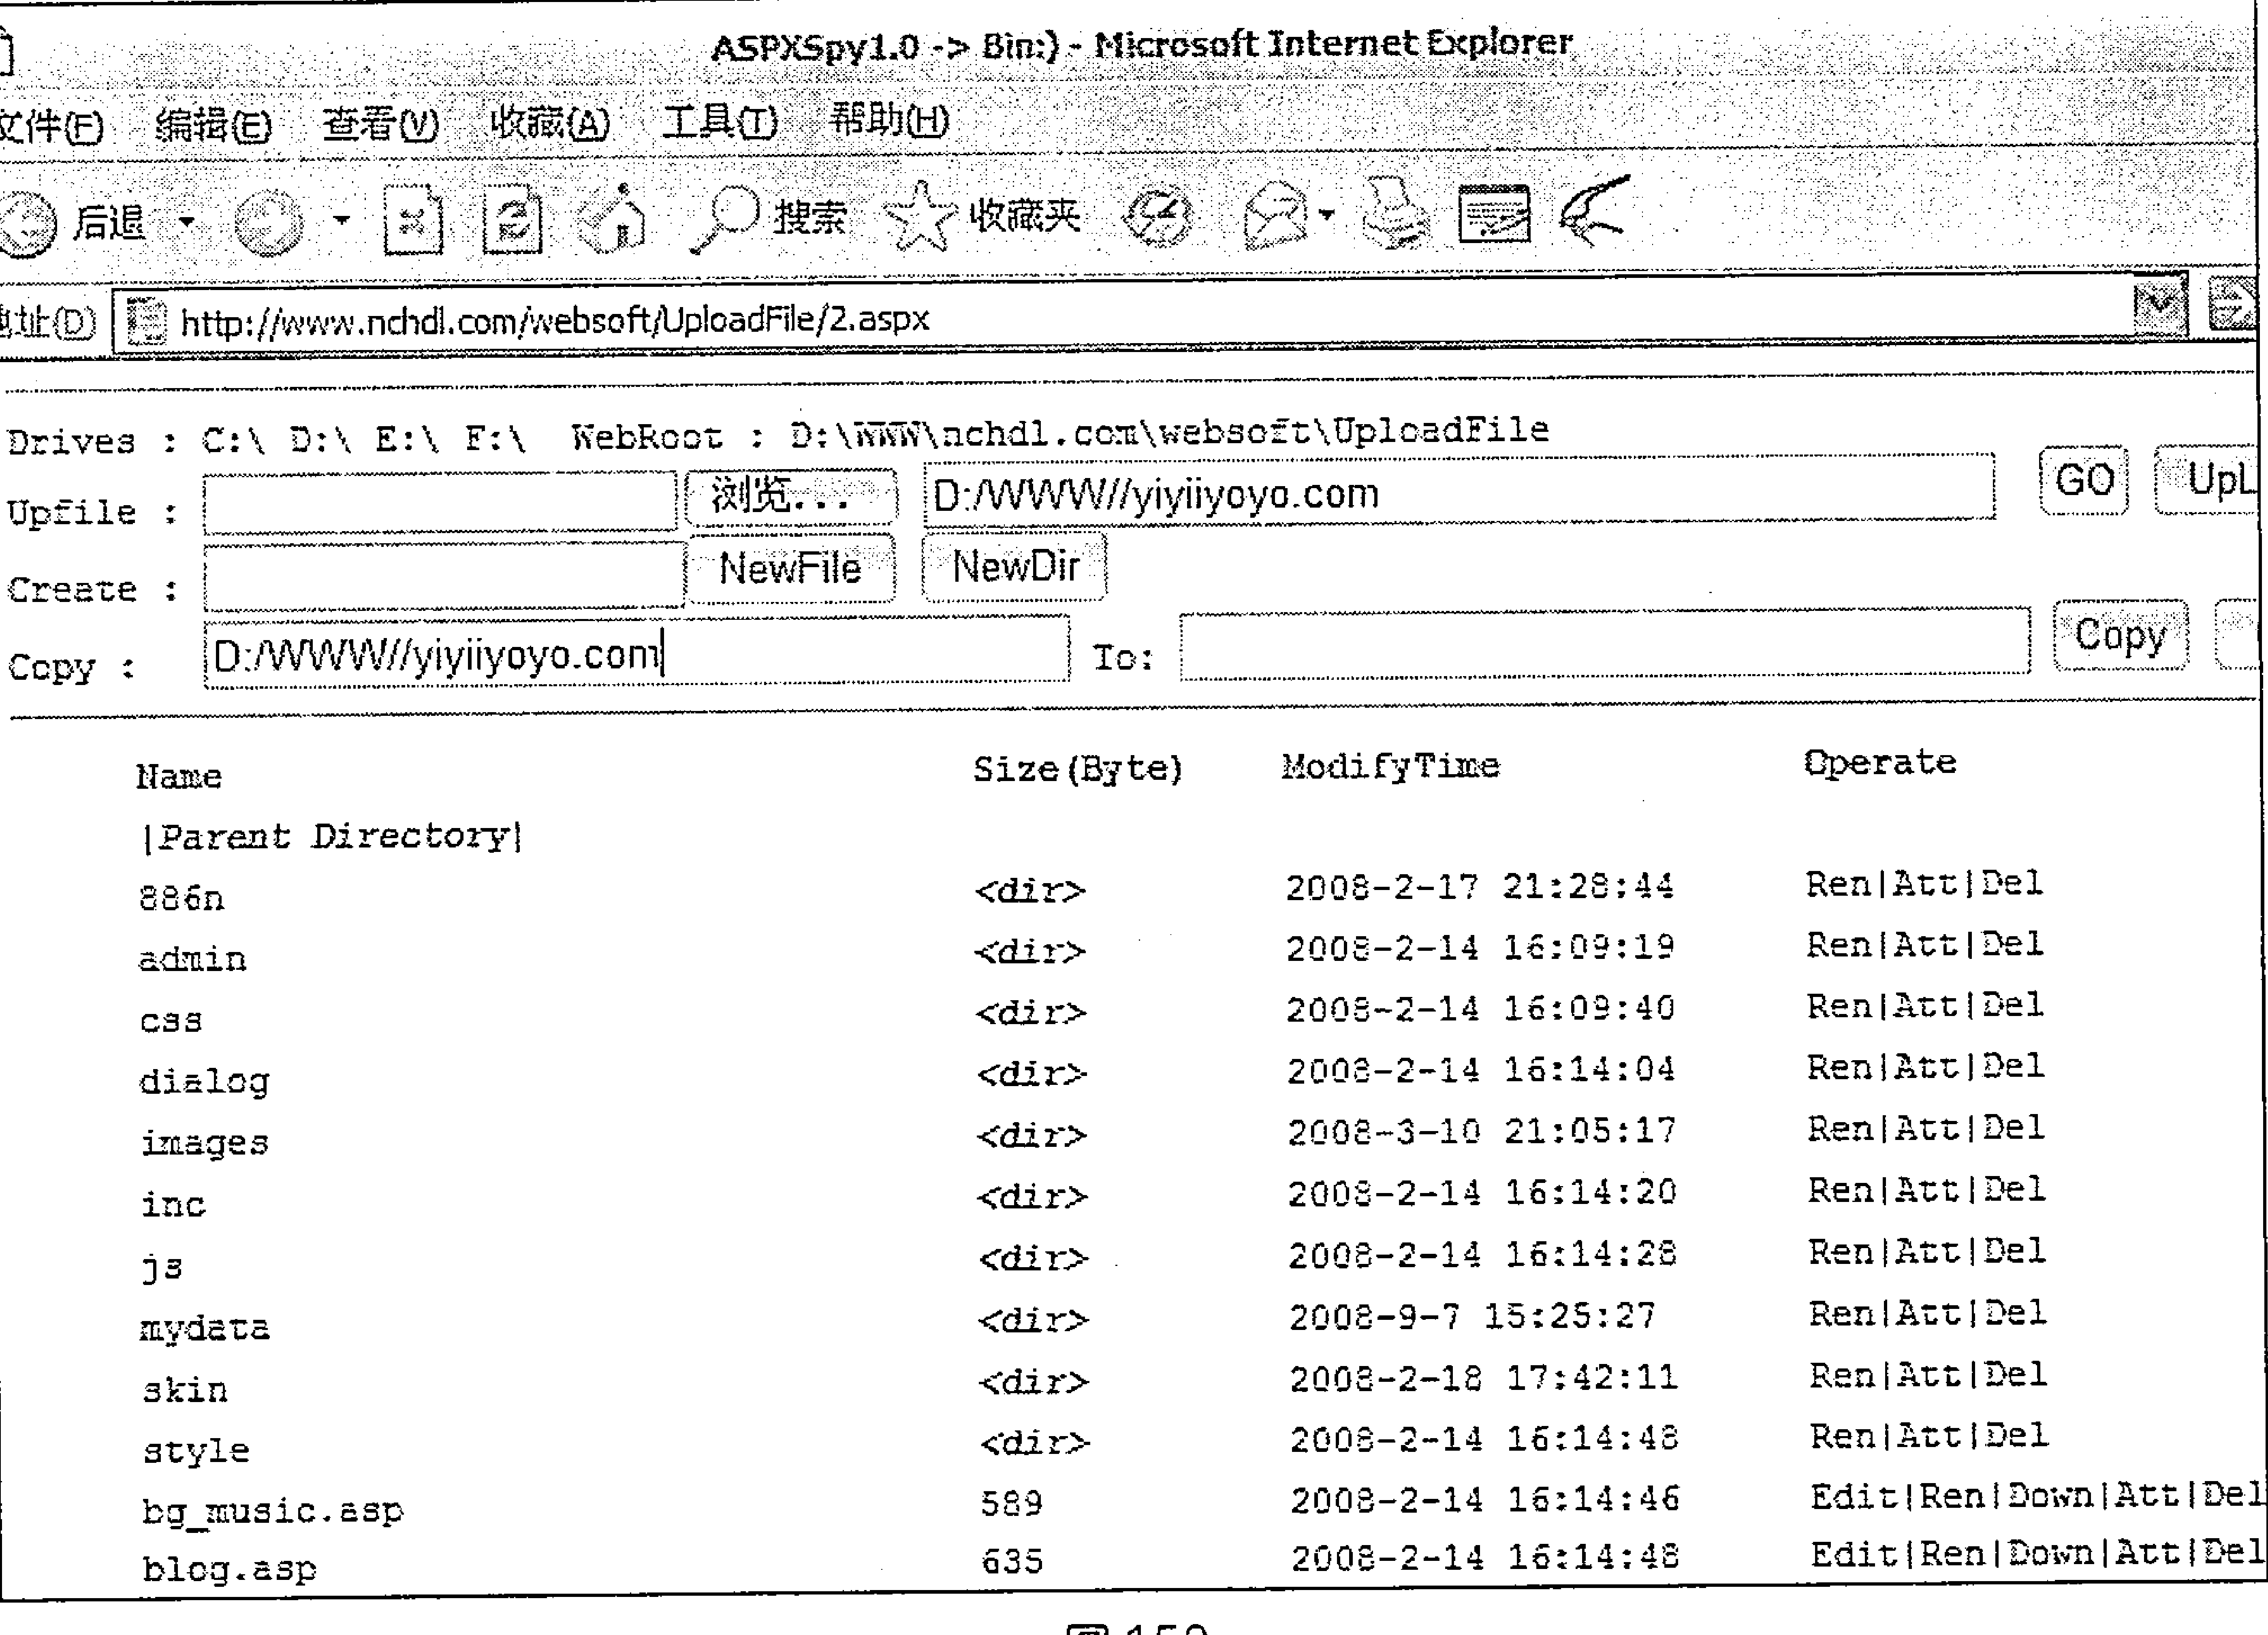 ASPXSpy1.0 -> Bin:) - Microsoft Internet Explorer
文件(F) 编辑(E) 查看(V) 收藏(A) 工具(T) 帮助(H)
后退 搜索 收藏夹
地址(D) http://www.nchdl.com/websoft/UploadFile/2.aspx
Drives : C:\ D:\ E:\ F:\ WebRoot : D:\WWW\nchdl.com\websoft\UploadFile
Upfile : 浏览... D:/WWW//yiyiiyoyo.com GO UpL
Create : NewFile NewDir
Copy : D:/WWW//yiyiiyoyo.com To: Copy
Name Size(Byte) ModifyTime Operate
|Parent Directory|
886n <dir> 2008-2-17 21:28:44 Ren|Att|Del
admin <dir> 2008-2-14 16:09:19 Ren|Att|Del
css <dir> 2008-2-14 16:09:40 Ren|Att|Del
dialog <dir> 2008-2-14 16:14:04 Ren|Att|Del
images <dir> 2008-3-10 21:05:17 Ren|Att|Del
inc <dir> 2008-2-14 16:14:20 Ren|Att|Del
js <dir> 2008-2-14 16:14:28 Ren|Att|Del
mydata <dir> 2008-9-7 15:25:27 Ren|Att|Del
skin <dir> 2008-2-18 17:42:11 Ren|Att|Del
style <dir> 2008-2-14 16:14:48 Ren|Att|Del
bg_music.asp 589 2008-2-14 16:14:46 Edit|Ren|Down|Att|Del
blog.asp 635 2008-2-14 16:14:48 Edit|Ren|Down|Att|Del